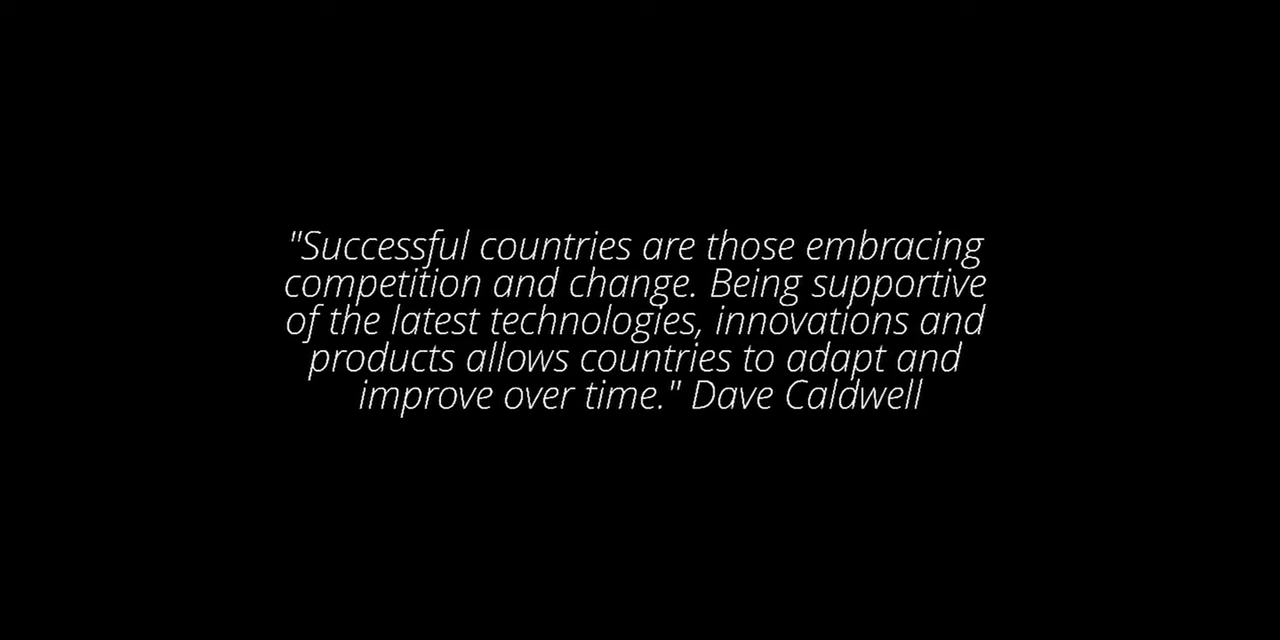 "Successful countries are those embracing
competition and change. Being supportive
of the latest technologies, innovations and
products allows countries to adapt and
improve over time." Dave Caldwell